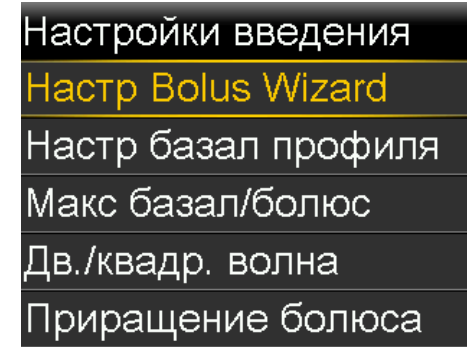 Настройки введения
Настр Bolus Wizard
Настр базал профиля
Макс базал/болюс
Дв./квадр. волна
Приращение болюса